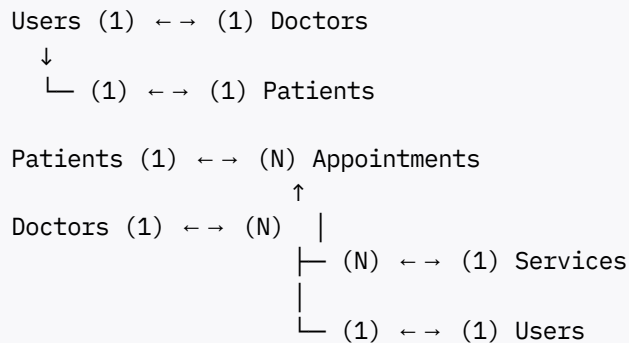 Users (1) ←→ (1) Doctors
↓
└─ (1) ←→ (1) Patients
Patients (1) ←→ (N) Appointments
↑
Doctors (1) ←→ (N) │
├─ (N) ←→ (1) Services
│
└─ (1) ←→ (1) Users